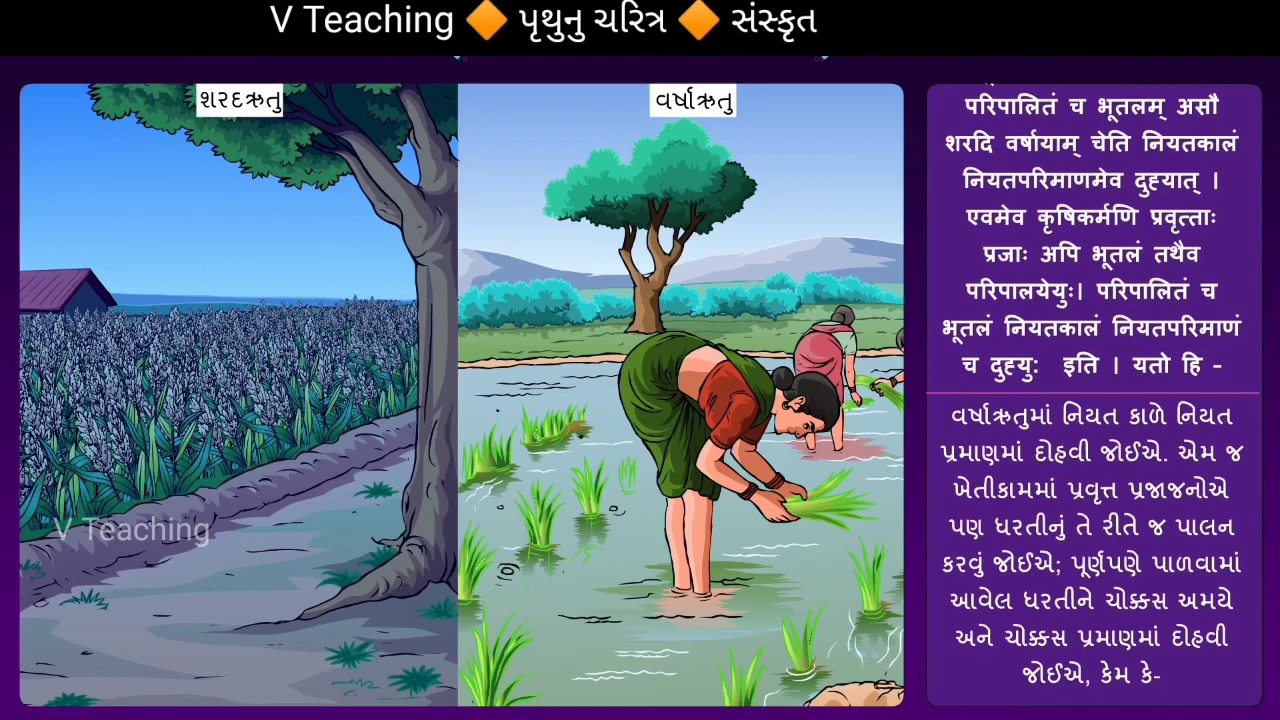 V Teaching 🔶 પૃથુનુ ચરિત્ર 🔶 સંસ્કૃત
શરદઋતુ
વર્ષાઋતુ
परिपालितं च भूतलम् असौ
शरदि वर्षायाम् चेति नियतकालं
नियतपरिमाणमेव दुह्यात् ।
एवमेव कृषिकर्मणि प्रवृत्ताः
प्रजाः अपि भूतलं तथैव
परिपालयेयुः। परिपालितं च
भूतलं नियतकालं नियतपरिमाणं
च दुह्यु: इति । यतो हि -
વર્ષાઋતુમાં નિયત કાળે નિયત
પ્રમાણમાં દોહવી જોઈએ. એમ જ
ખેતીકામમાં પ્રવૃત્ત પ્રજાજનોએ
પણ ધરતીનું તે રીતે જ પાલન
કરવું જોઈએ; પૂર્ણપણે પાળવામાં
આવેલ ધરતીને ચોક્કસ અમયે
અને ચોક્કસ પ્રમાણમાં દોહવી
જોઈએ, કેમ કે-
V Teaching